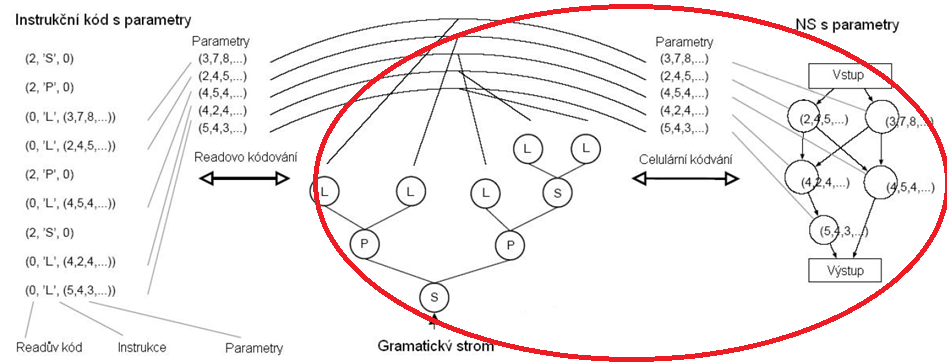 Instrukční kód s parametry
(2, 'S', 0)
(2, 'P', 0)
(0, 'L', (3,7,8,...))
(0, 'L', (2,4,5,...))
(2, 'P', 0)
(0, 'L', (4,5,4,...))
(2, 'S', 0)
(0, 'L', (4,2,4,...))
(0, 'L', (5,4,3,...))
Readův kód
Instrukce
Parametry
Parametry
(3,7,8,...)
(2,4,5,...)
(4,5,4,...)
(4,2,4,...)
(5,4,3,...)
Readovo kódování
L
L
L
L
L
S
P
P
S
Gramatický strom
Parametry
(3,7,8,...)
(2,4,5,...)
(4,5,4,...)
(4,2,4,...)
(5,4,3,...)
Celulární kódvání
NS s parametry
Vstup
(2,4,5,...)
(3,7,8,...)
(4,2,4,...)
(4,5,4,...)
(5,4,3,...)
Výstup